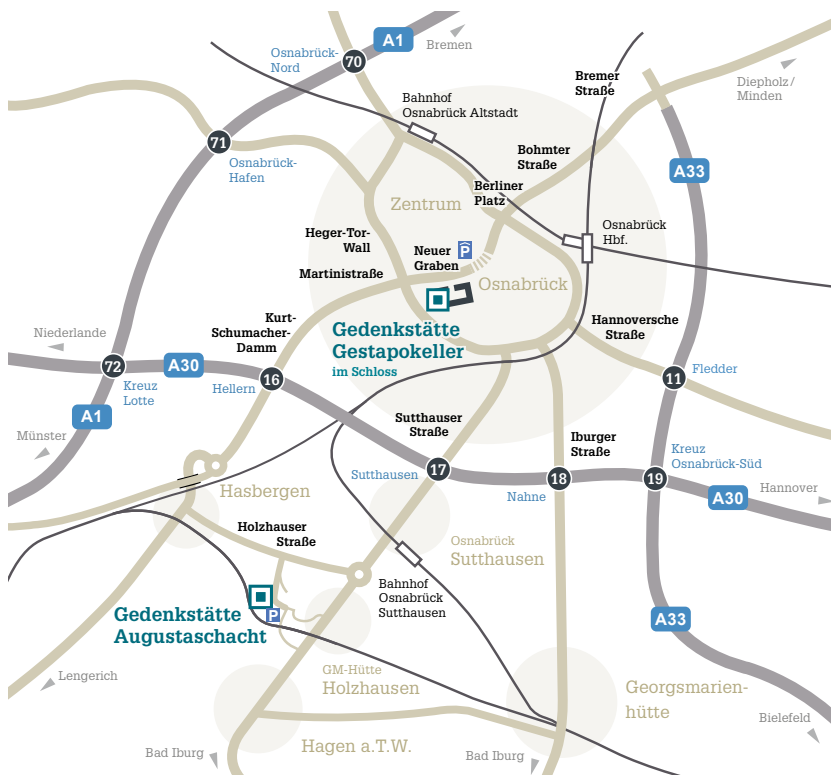 A1
Bremen
Osnabrück-
Nord
70
Bremer
Straße
Diepholz/
Minden
Bahnhof
Osnabrück Altstadt
71
Osnabrück-
Hafen
Bohmter
Straße
A33
Berliner
Platz
Zentrum
Heger-Tor-
Wall
Neuer
Graben
P
Osnabrück
Hbf.
Martinistraße
Osnabrück
Kurt-
Schumacher-
Damm
Gedenkstätte
Gestapokeller
im Schloss
Hannoversche
Straße
Niederlande
72
A30
Kreuz
Lotte
16
Hellern
11
Fledder
A1
Münster
Sutthauser
Straße
Iburger
Straße
Kreuz
Osnabrück-Süd
Sutthausen
17
Nahne
18
19
A30
Hannover
Hasbergen
Holzhauser
Straße
Osnabrück
Sutthausen
Bahnhof
Osnabrück
Sutthausen
P
Gedenkstätte
Augustaschacht
A33
Lengerich
GM-Hütte
Holzhausen
Georgsmarien-
hütte
Bielefeld
Hagen a.T.W.
Bad Iburg
Bad Iburg